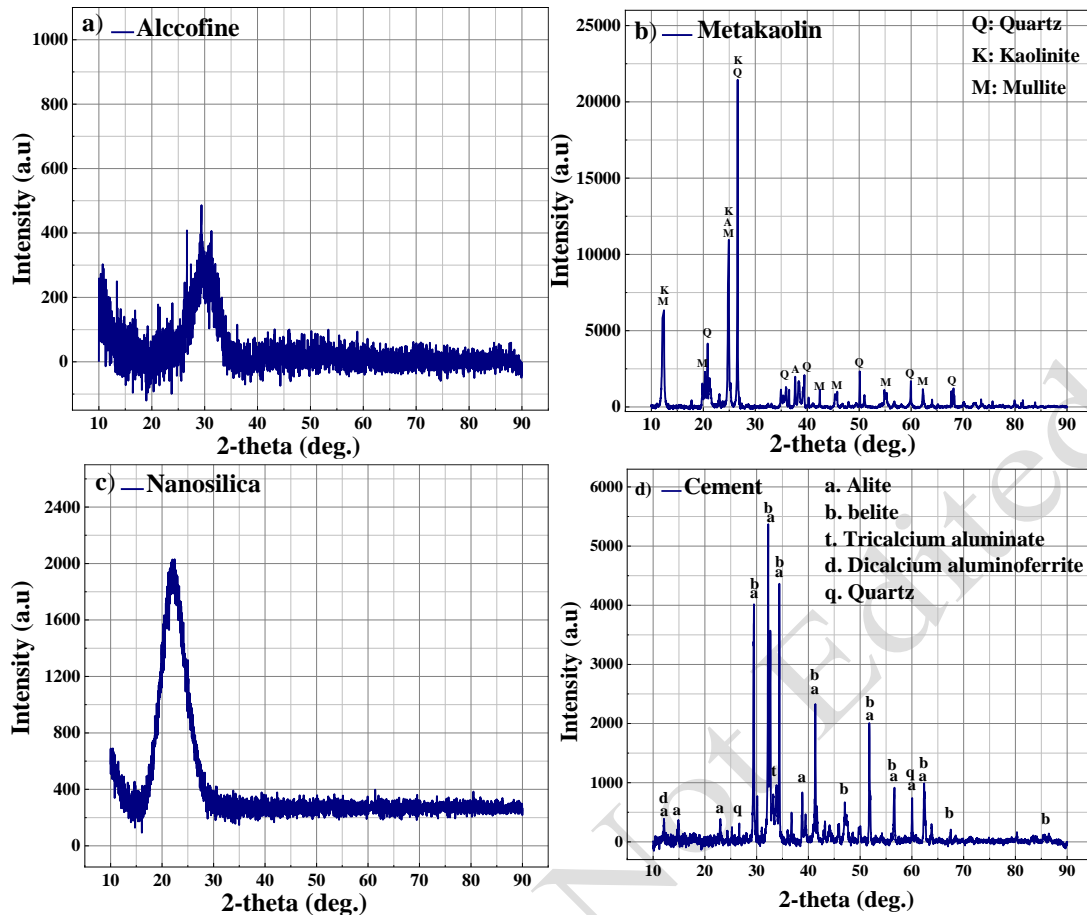 a) Alccofine
1000
800
600
400
200
0
10 20 30 40 50 60 70 80 90
2-theta (deg.)
Intensity (a.u)
b) Metakaolin
Q: Quartz
K: Kaolinite
M: Mullite
25000
20000
15000
10000
5000
0
K
M
M
Q
K
A
M
K
Q
Q
A
Q
M
M
Q
M
Q
M
Q
10 20 30 40 50 60 70 80 90
2-theta (deg.)
Intensity (a.u)
c) Nanosilica
2400
2000
1600
1200
800
400
0
10 20 30 40 50 60 70 80 90
2-theta (deg.)
Intensity (a.u)
d) Cement
a. Alite
b. belite
t. Tricalcium aluminate
d. Dicalcium aluminoferrite
q. Quartz
6000
5000
4000
3000
2000
1000
0
d
a
a
a
q
b
a
b
a
t
b
a
a
b
a
b
b
a
b
a
q
a
b
a
b
b
10 20 30 40 50 60 70 80 90
2-theta (deg.)
Intensity (a.u)
Not Edited